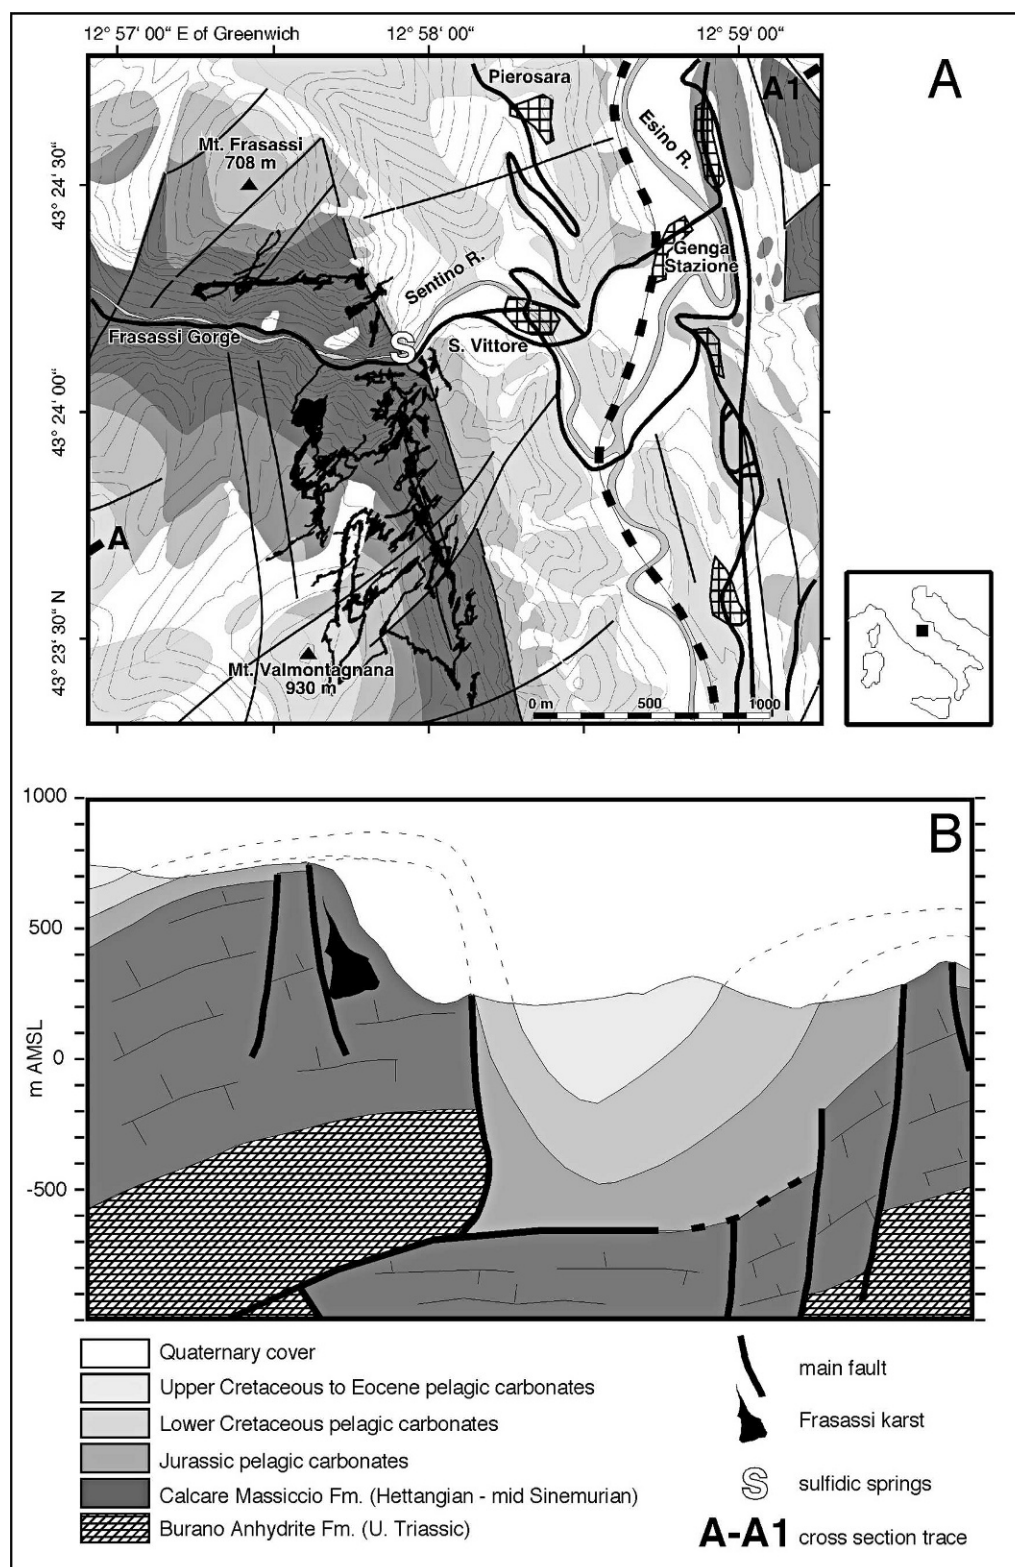 12° 57' 00" E of Greenwich
12° 58' 00"
12° 59' 00"
A
A1
Pierosara
Esino R.
Mt. Frasassi
708 m
43° 24' 30"
Genga
Stazione
Sentino R.
Frasassi Gorge
S
S. Vittore
43° 24' 00"
A
43° 23' 30" N
Mt. Valmontagnana
930 m
0 m 500 1000
B
1000
500
0
-500
m AMSL
Quaternary cover
Upper Cretaceous to Eocene pelagic carbonates
Lower Cretaceous pelagic carbonates
Jurassic pelagic carbonates
Calcare Massiccio Fm. (Hettangian - mid Sinemurian)
Burano Anhydrite Fm. (U. Triassic)
main fault
Frasassi karst
S sulfidic springs
A-A1 cross section trace